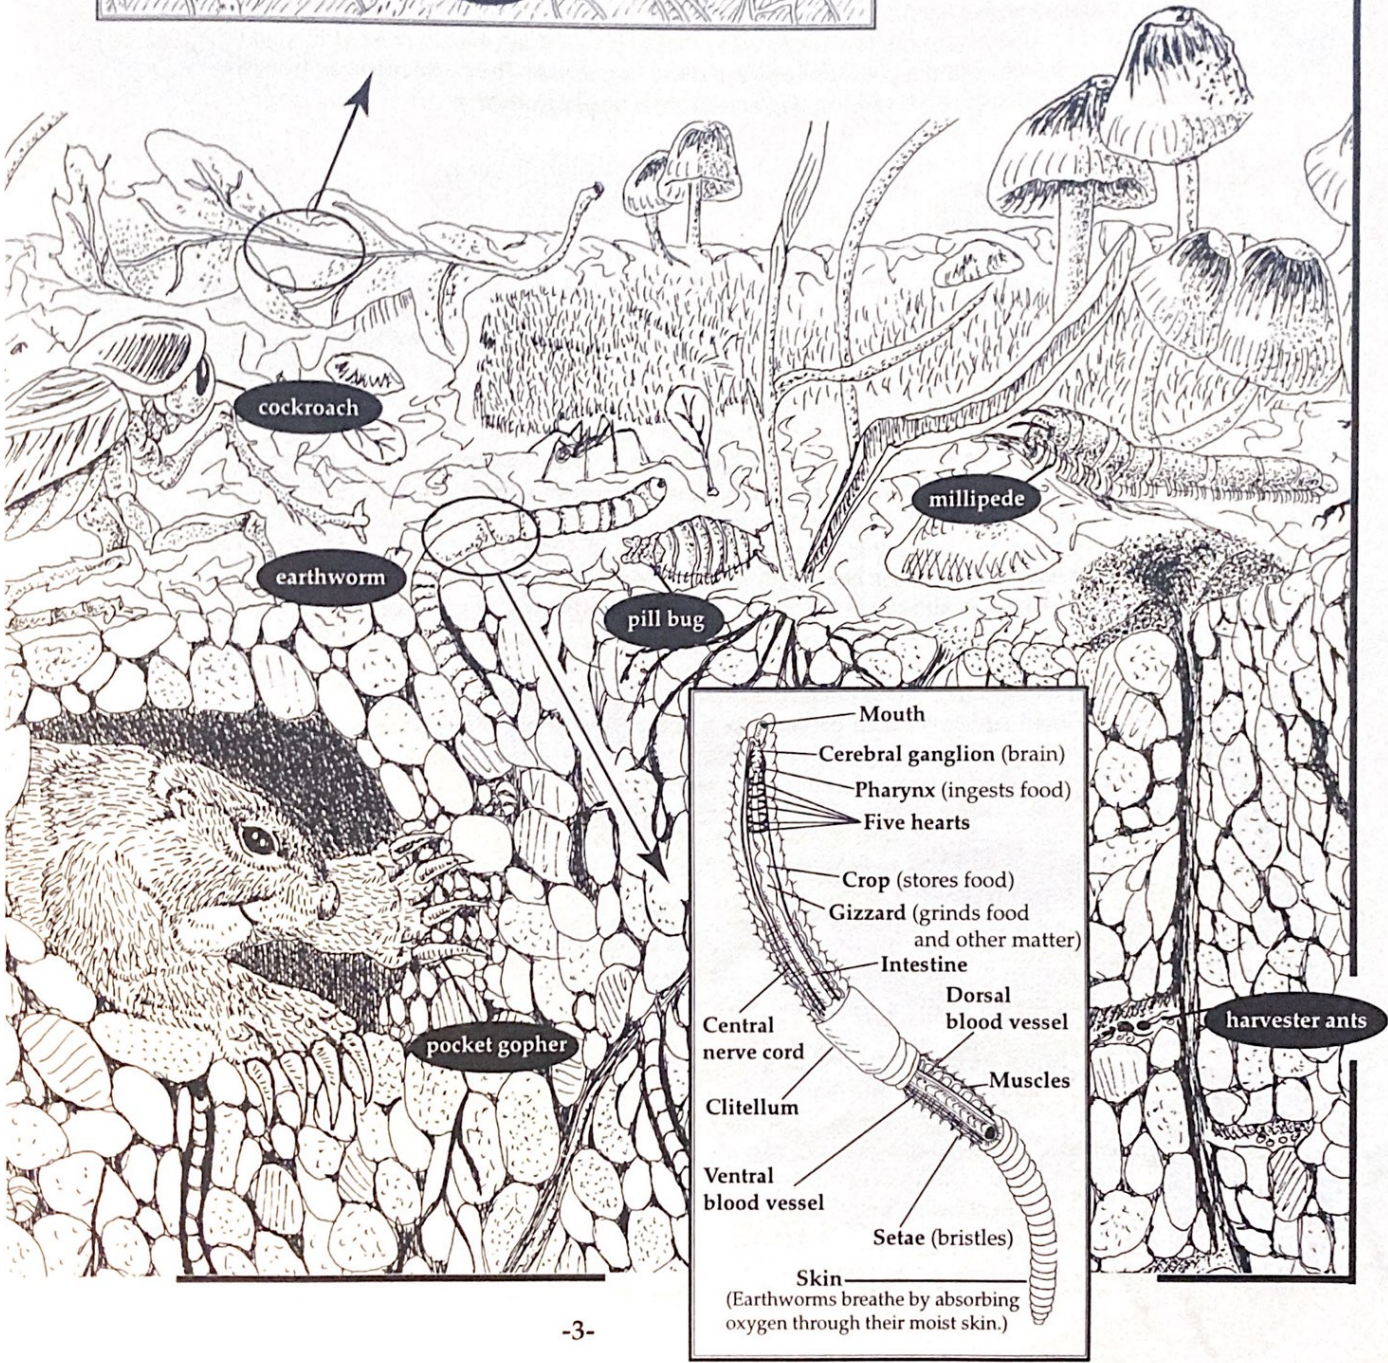 cockroach
millipede
earthworm
pill bug
Mouth
Cerebral ganglion (brain)
Pharynx (ingests food)
Five hearts
Crop (stores food)
Gizzard (grinds food
and other matter)
Intestine
Dorsal
blood vessel
Central
nerve cord
harvester ants
pocket gopher
Muscles
Clitellum
Ventral
blood vessel
Setae (bristles)
Skin
(Earthworms breathe by absorbing
oxygen through their moist skin.)
-3-